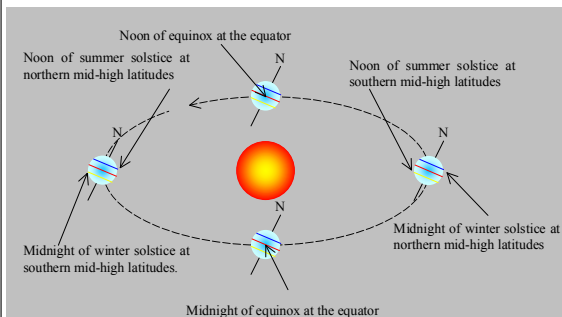 Noon of equinox at the equator
Noon of summer solstice at
northern mid-high latitudes
Noon of summer solstice at
southern mid-high latitudes
N
N
N
N
Midnight of winter solstice at
southern mid-high latitudes.
Midnight of winter solstice at
northern mid-high latitudes
Midnight of equinox at the equator